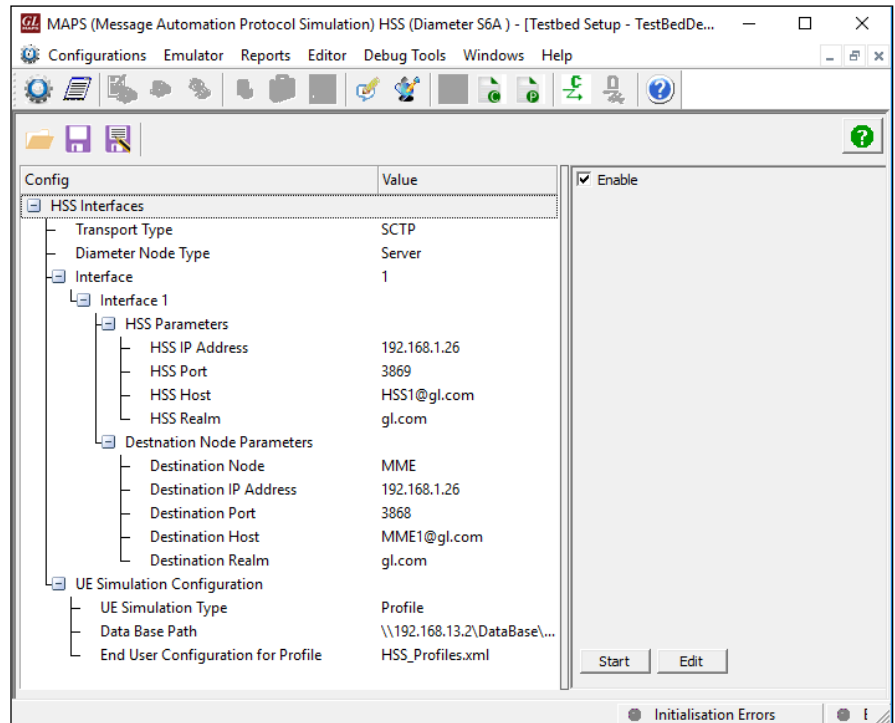 GL MAPS MAPS (Message Automation Protocol Simulation) HSS (Diameter S6A ) - [Testbed Setup - TestBedDe...
Configurations Emulator Reports Editor Debug Tools Windows Help
Config Value
HSS Interfaces
Transport Type SCTP
Diameter Node Type Server
Interface 1
Interface 1
HSS Parameters
HSS IP Address 192.168.1.26
HSS Port 3869
HSS Host HSS1@gl.com
HSS Realm gl.com
Destnation Node Parameters
Destination Node MME
Destination IP Address 192.168.1.26
Destination Port 3868
Destination Host MME1@gl.com
Destination Realm gl.com
UE Simulation Configuration
UE Simulation Type Profile
Data Base Path \\192.168.13.2\DataBase\...
End User Configuration for Profile HSS_Profiles.xml
Enable
Start Edit
Initialisation Errors